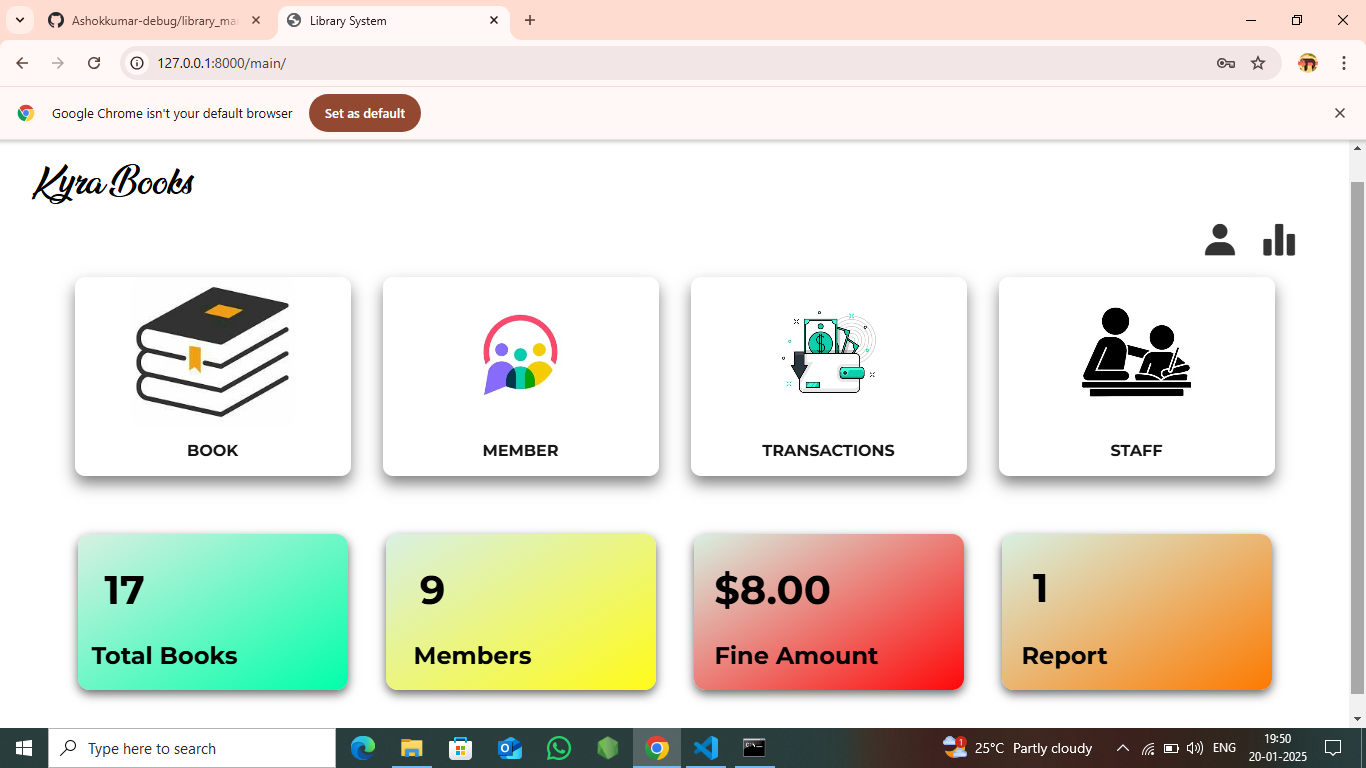 Ashokkumar-debug/library_ma
Library System
127.0.0.1:8000/main/
Google Chrome isn't your default browser
Set as default
Kyra Books
BOOK
MEMBER
TRANSACTIONS
STAFF
17
9
$8.00
1
Total Books
Members
Fine Amount
Report
Type here to search
1
25°C Partly cloudy
ENG
19:50
20-01-2025